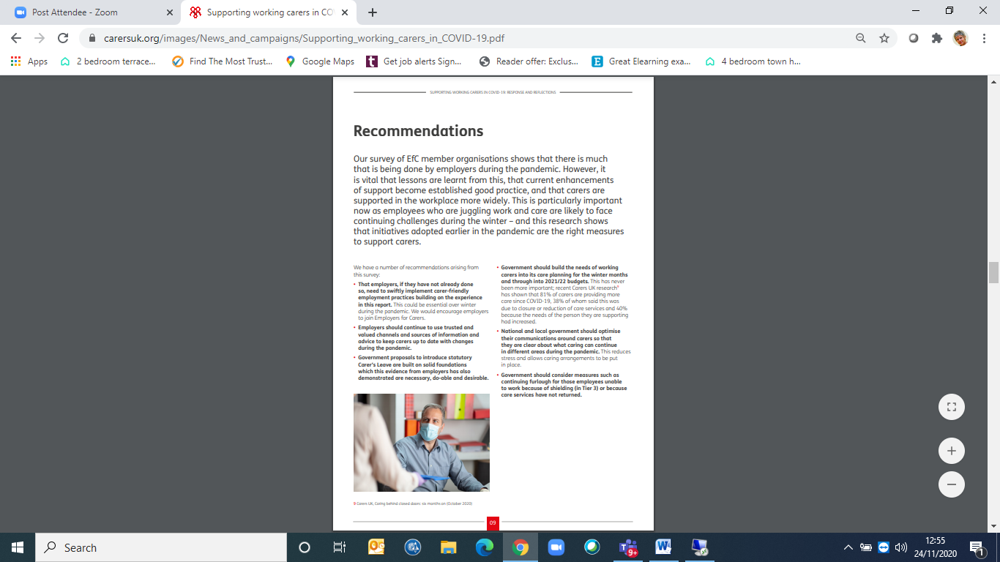 Post Attendee - Zoom
Supporting working carers in CO
carersuk.org/images/News_and_campaigns/Supporting_working_carers_in_COVID-19.pdf
Apps
2 bedroom terrace...
Find The Most Trust...
Google Maps
t
Get job alerts Sign...
Reader offer: Exclus...
E
Great Elearning exa...
4 bedroom town h...
SUPPORTING WORKING CARERS IN COVID-19: RESPONSE AND REFLECTIONS
Recommendations
Our survey of EfC member organisations shows that there is much
that is being done by employers during the pandemic. However, it
is vital that lessons are learnt from this, that current enhancements
of support become established good practice, and that carers are
supported in the workplace more widely. This is particularly important
now as employees who are juggling work and care are likely to face
continuing challenges during the winter – and this research shows
that initiatives adopted earlier in the pandemic are the right measures
to support carers.
We have a number of recommendations arising from
this survey:
• That employers, if they have not already done
so, need to swiftly implement carer-friendly
employment practices building on the experience
in this report. This could be essential over winter
during the pandemic. We would encourage employers
to join Employers for Carers.
• Employers should continue to use trusted and
valued channels and sources of information and
advice to keep carers up to date with changes
during the pandemic.
• Government proposals to introduce statutory
Carer's Leave are built on solid foundations
which this evidence from employers has also
demonstrated are necessary, do-able and desirable.
• Government should build the needs of working
carers into its care planning for the winter months
and through into 2021/22 budgets. This has never
been more important; recent Carers UK research⁹
has shown that 81% of carers are providing more
care since COVID-19, 38% of whom said this was
due to closure or reduction of care services and 40%
because the needs of the person they are supporting
had increased.
• National and local government should optimise
their communications around carers so that
they are clear about what caring can continue
in different areas during the pandemic. This reduces
stress and allows caring arrangements to be put
in place.
• Government should consider measures such as
continuing furlough for those employees unable
to work because of shielding (in Tier 3) or because
care services have not returned.
9 Carers UK, Caring behind closed doors: six months on (October 2020)
09
Search
9+
W
12:55
24/11/2020
1